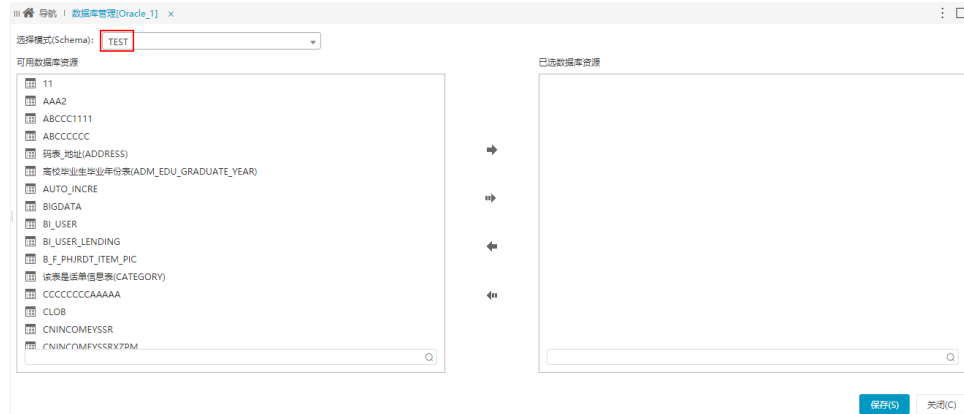 导航 数据库管理[Oracle_1] ×
选择模式(Schema): TEST
可用数据库资源
已选数据库资源
11
AAA2
ABCCC1111
ABCCCCCC
码表_地址(ADDRESS)
高校毕业生毕业年份表(ADM_EDU_GRADUATE_YEAR)
AUTO_INCRE
BIGDATA
BI_USER
BI_USER_LENDING
B_F_PHJRDT_ITEM_PIC
该表是话单信息表(CATEGORY)
CCCCCCCCAAAAA
CLOB
CNINCOMEYSSR
CNINCOMEYSSRXZPM
保存(S) 关闭(C)